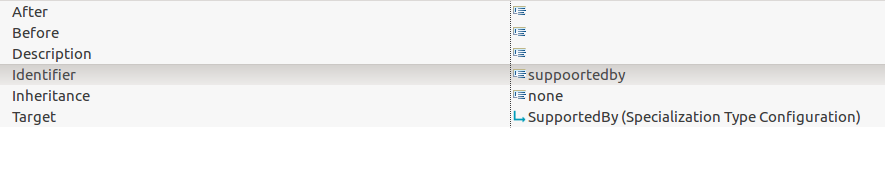 After
Before
Description
Identifier suppoortedby
Inheritance none
Target SupportedBy (Specialization Type Configuration)